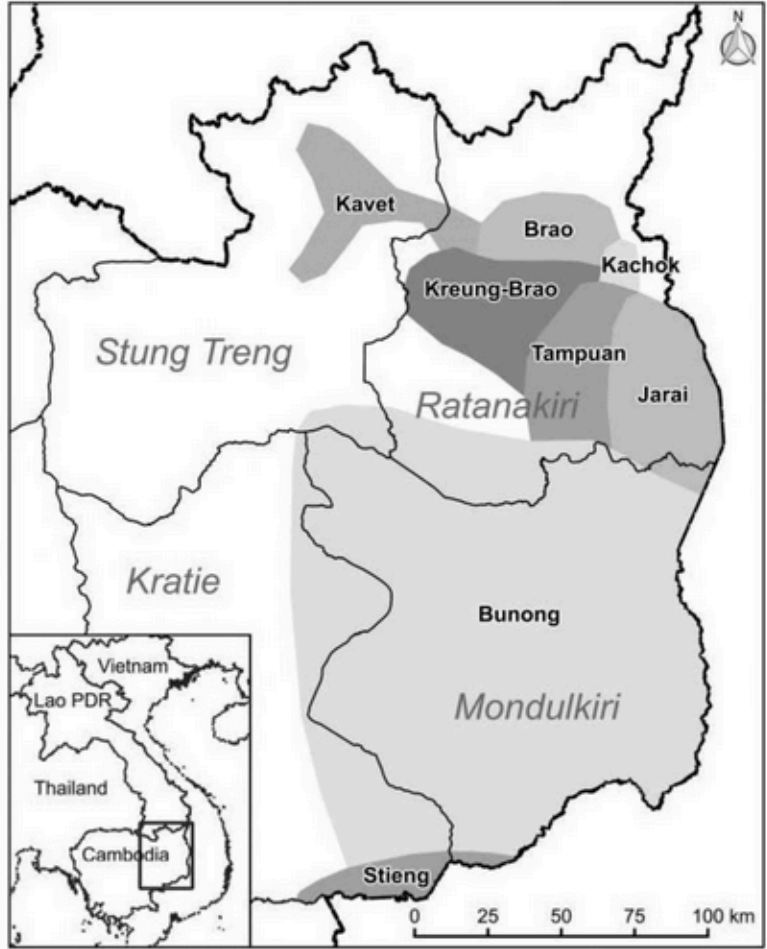 N
Kavet
Brao
Kachok
Kreung-Brao
Stung Treng
Tampuan
Ratanakiri
Jarai
Kratie
Bunong
Mondulkiri
Vietnam
Lao PDR
Thailand
Cambodia
Stieng
0 25 50 75 100 km